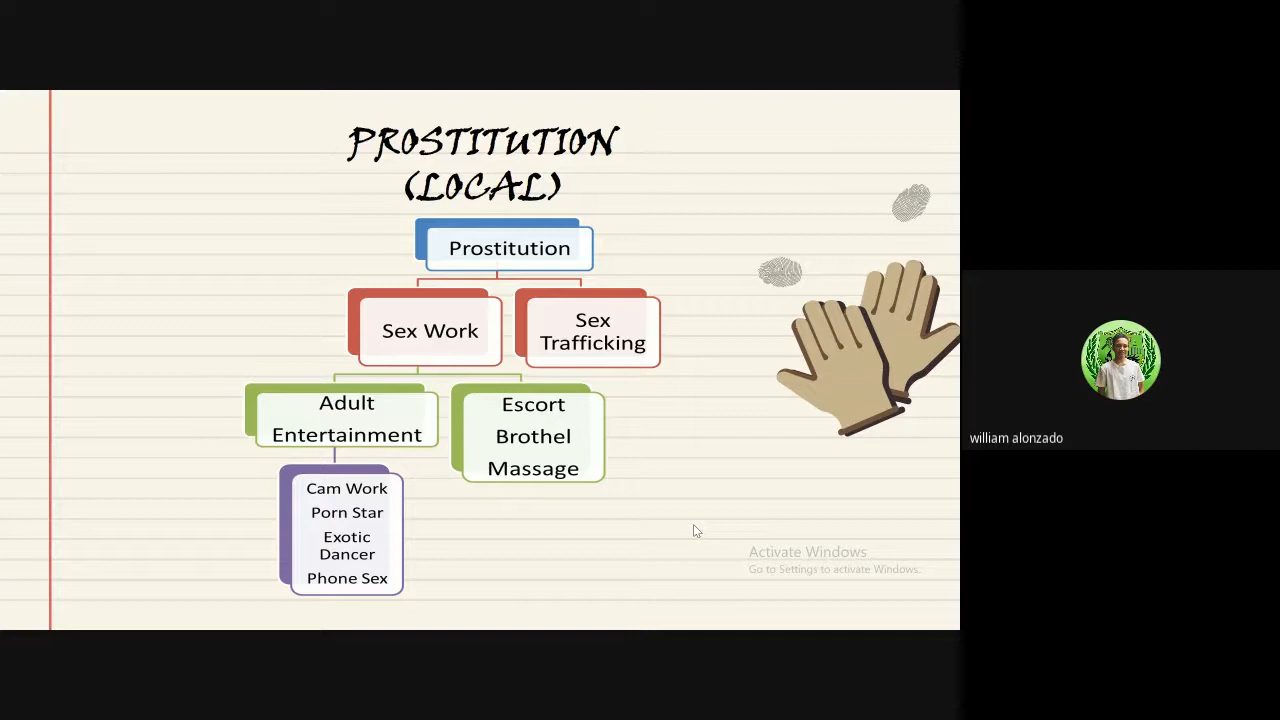 PROSTITUTION
(LOCAL)
Prostitution
Sex Work
Sex
Trafficking
Adult
Entertainment
Escort
Brothel
Massage
Cam Work
Porn Star
Exotic
Dancer
Phone Sex
Activate Windows
Go to Settings to activate Windows.
william alonzado